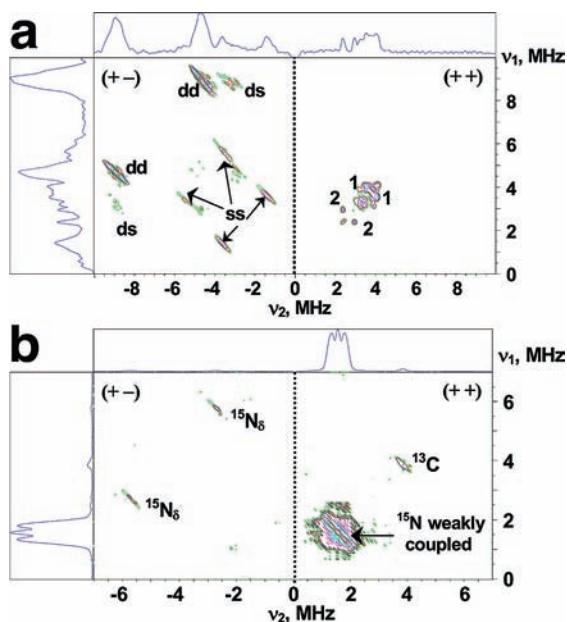 a
ν₁, MHz
(+−)
(++)
dd
ds
8
6
dd
1
1
4
ds
ss
2
2
2
0
-8 -6 -4 -2 0 2 4 6 8
ν₂, MHz
b
ν₁, MHz
(+−)
(++)
6
¹⁵Nδ
¹³C
4
¹⁵Nδ
¹⁵N weakly
coupled
2
0
-6 -4 -2 0 2 4 6
ν₂, MHz